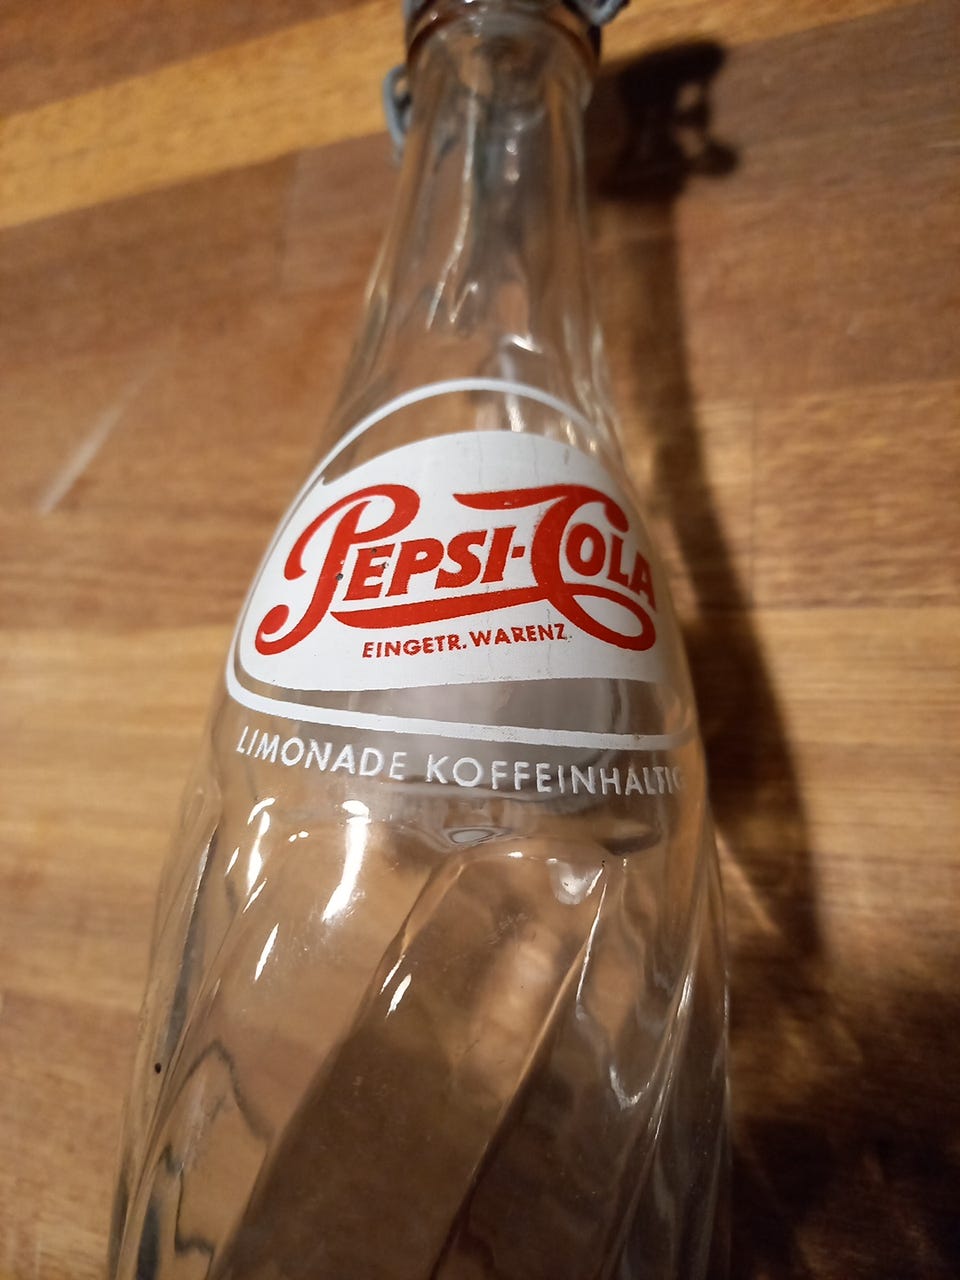 PEPSI-COLA
EINGETR. WARENZ.
LIMONADE KOFFEINHALTIG